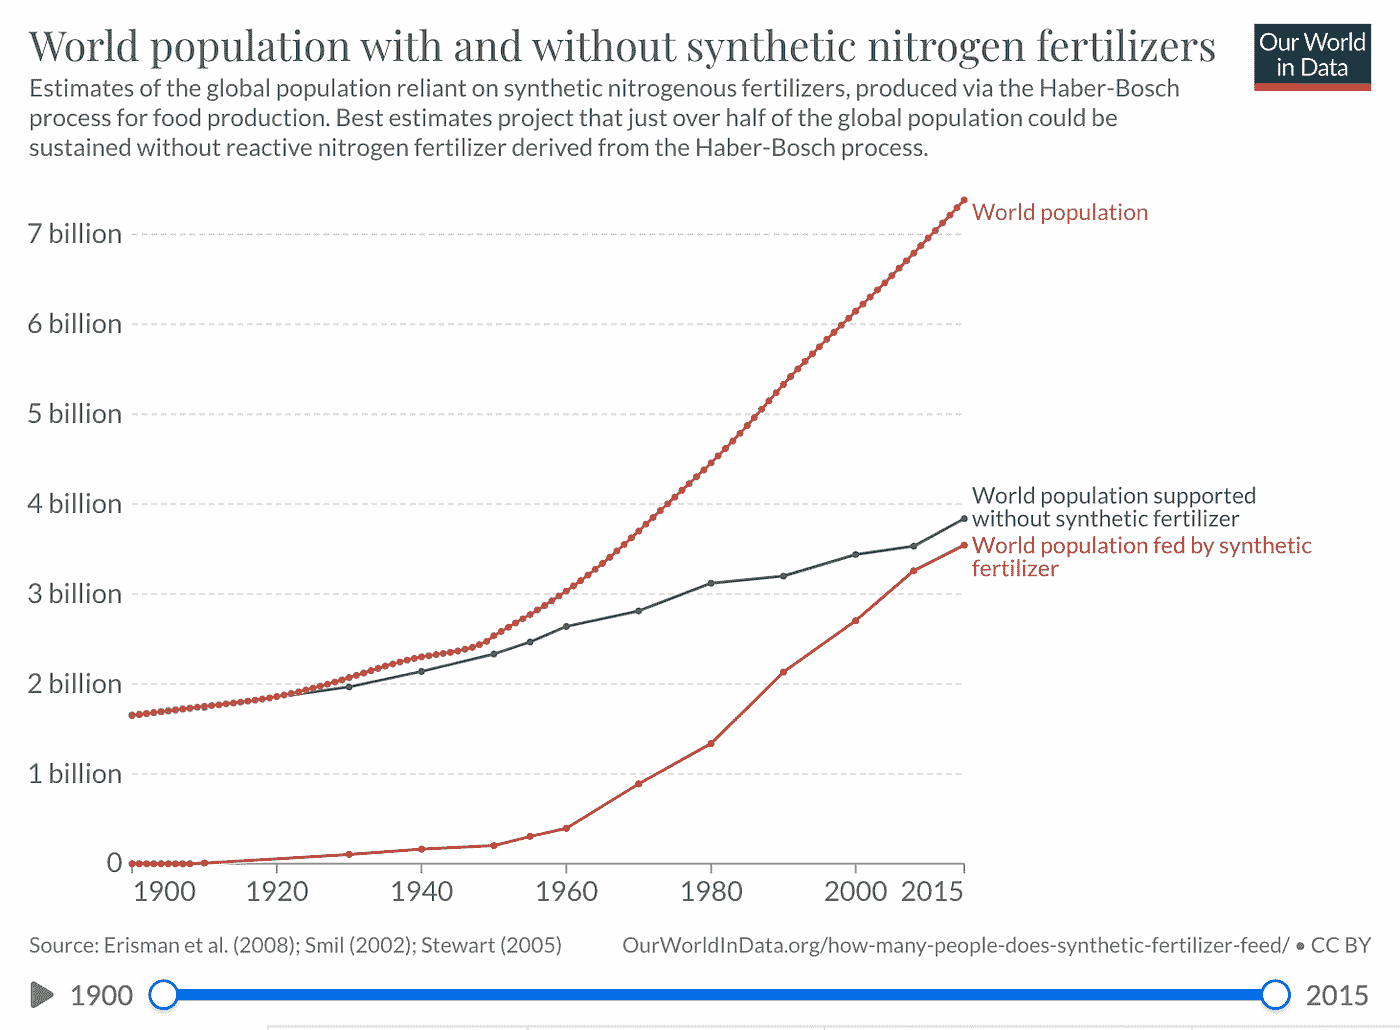 World population with and without synthetic nitrogen fertilizers
Our World
in Data
Estimates of the global population reliant on synthetic nitrogenous fertilizers, produced via the Haber-Bosch
process for food production. Best estimates project that just over half of the global population could be
sustained without reactive nitrogen fertilizer derived from the Haber-Bosch process.
World population
7 billion
6 billion
5 billion
4 billion
World population supported
without synthetic fertilizer
World population fed by synthetic
fertilizer
3 billion
2 billion
1 billion
0
1900 1920 1940 1960 1980 2000 2015
Source: Erisman et al. (2008); Smil (2002); Stewart (2005)
OurWorldInData.org/how-many-people-does-synthetic-fertilizer-feed/ • CC BY
1900 2015